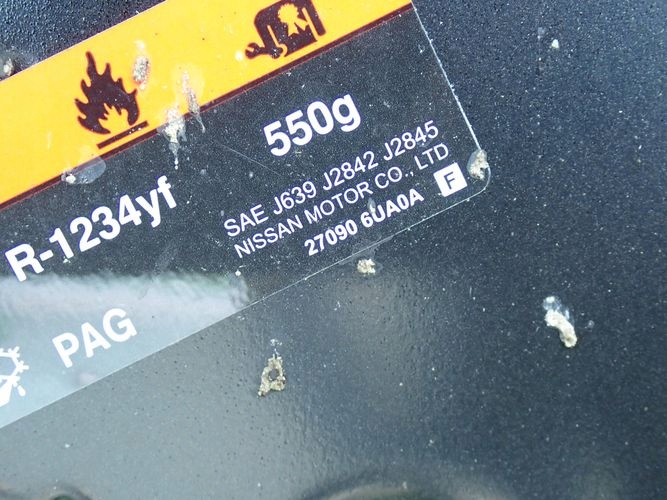 R-1234yf
550g
PAG
SAE J639 J2842 J2845
NISSAN MOTOR CO., LTD
27090 6UA0A F